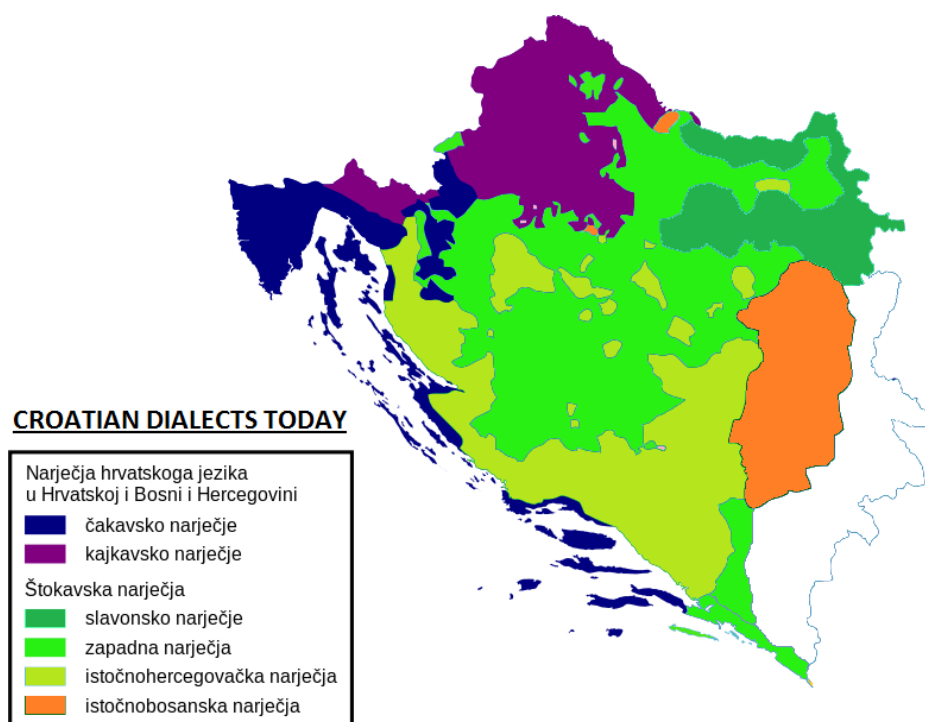 CROATIAN DIALECTS TODAY
Narječja hrvatskoga jezika
u Hrvatskoj i Bosni i Hercegovini
čakavsko narječje
kajkavsko narječje
Štokavska narječja
slavonsko narječje
zapadna narječja
istočnohercegovačka narječja
istočnobosanska narječja